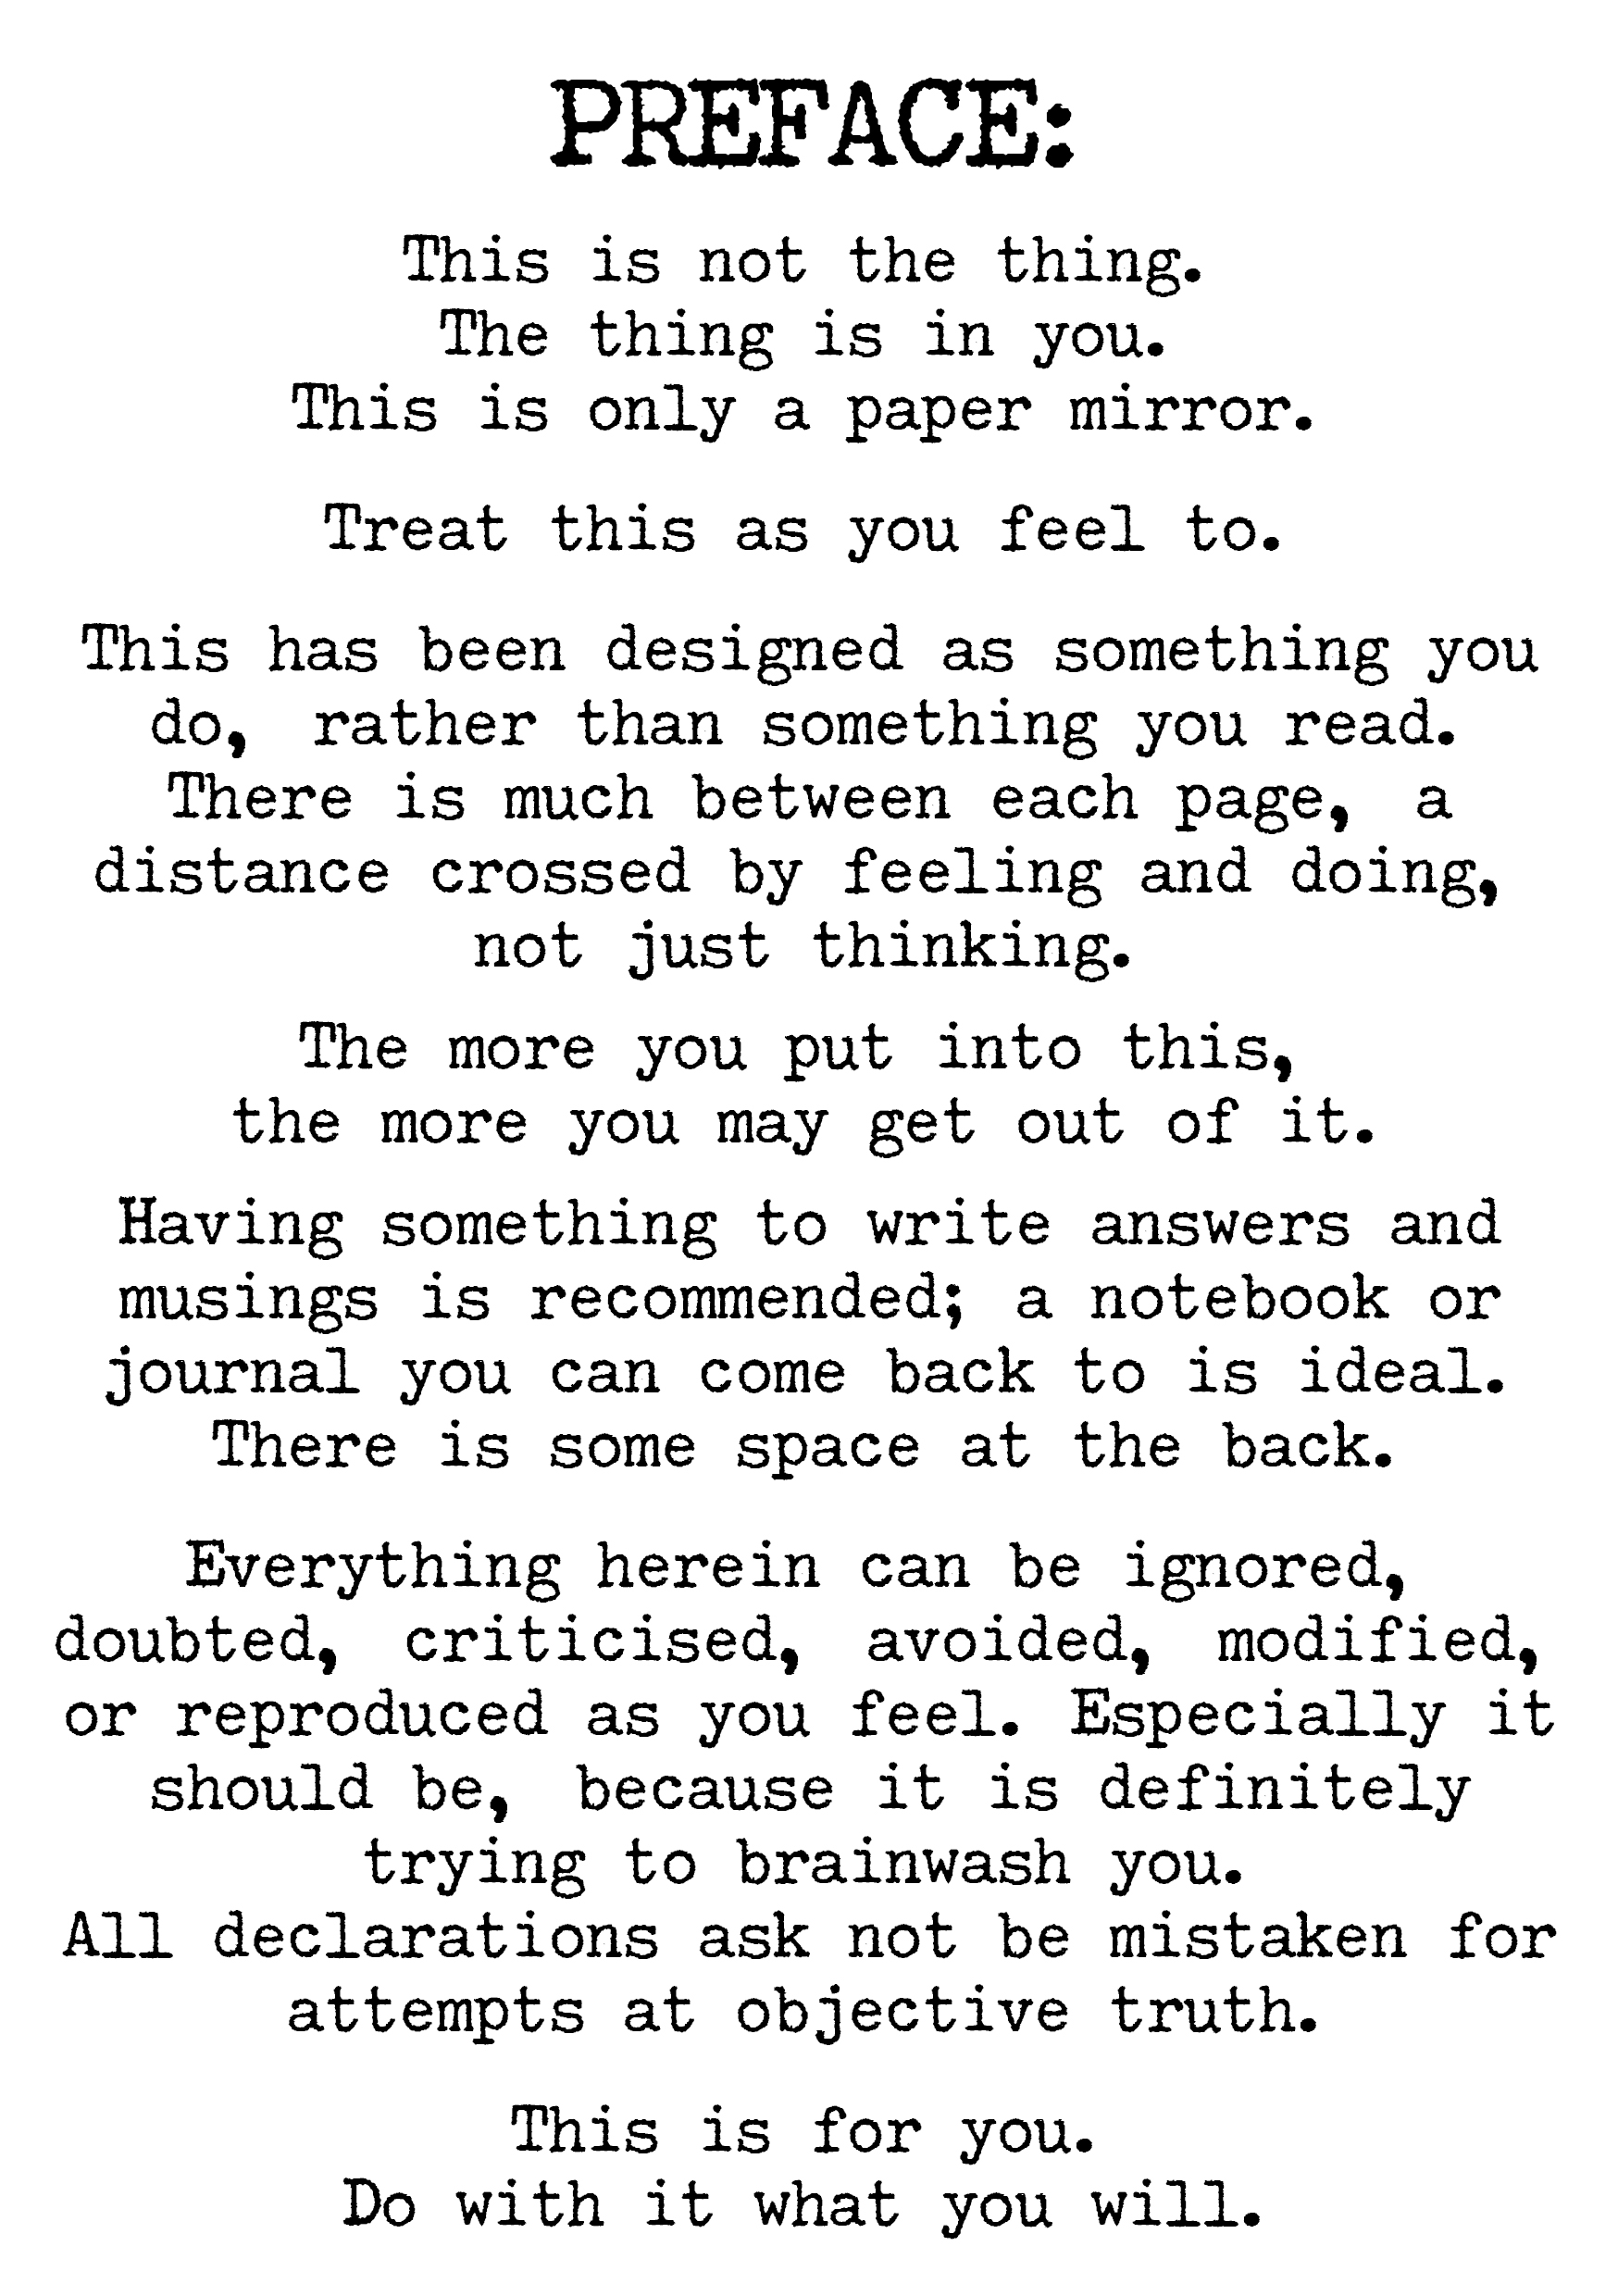 PREFACE:
This is not the thing.
The thing is in you.
This is only a paper mirror.
Treat this as you feel to.
This has been designed as something you
do, rather than something you read.
There is much between each page, a
distance crossed by feeling and doing,
not just thinking.
The more you put into this,
the more you may get out of it.
Having something to write answers and
musings is recommended; a notebook or
journal you can come back to is ideal.
There is some space at the back.
Everything herein can be ignored,
doubted, criticised, avoided, modified,
or reproduced as you feel. Especially it
should be, because it is definitely
trying to brainwash you.
All declarations ask not be mistaken for
attempts at objective truth.
This is for you.
Do with it what you will.